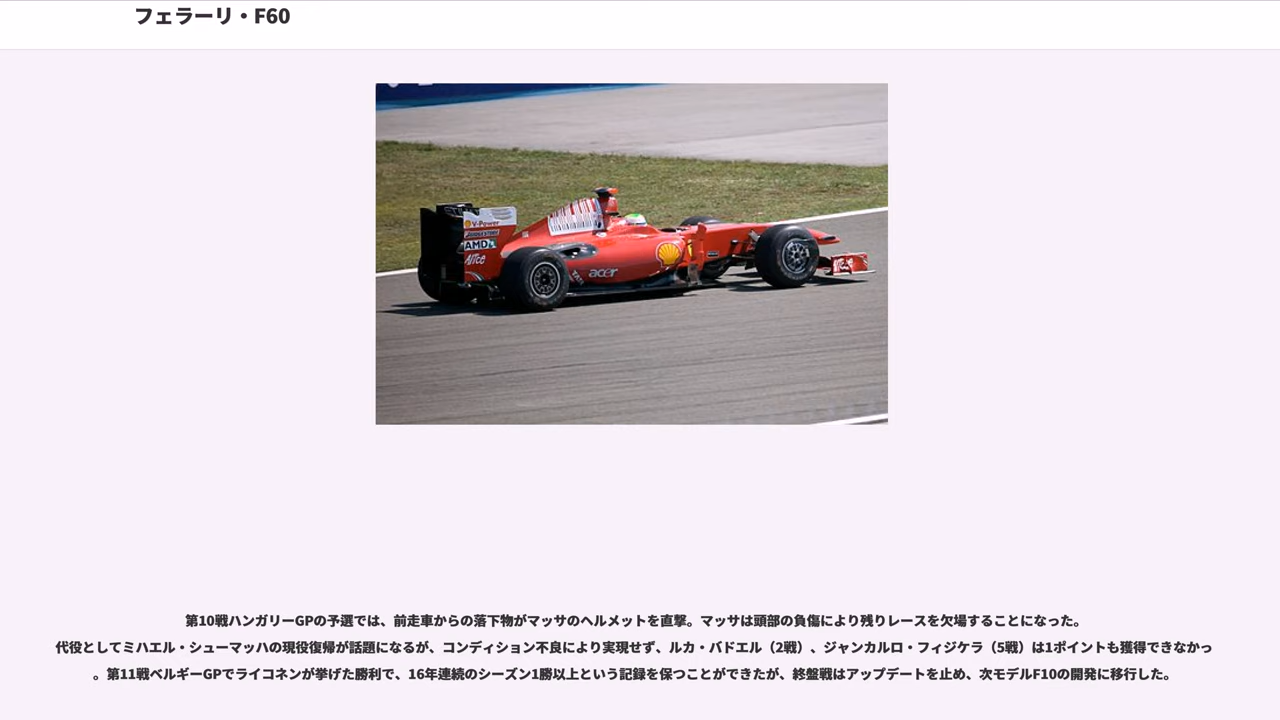 フェラーリ・F60
V-Power
BRIDGESTONE
AMD
Alice
acer
第10戦ハンガリーGPの予選では、前走車からの落下物がマッサのヘルメットを直撃。マッサは頭部の負傷により残りレースを欠場することになった。
代役としてミハエル・シューマッハの現役復帰が話題になるが、コンディション不良により実現せず、ルカ・バドエル（2戦）、ジャンカルロ・フィジケラ（5戦）は1ポイントも獲得できなかっ
。第11戦ベルギーGPでライコネンが挙げた勝利で、16年連続のシーズン1勝以上という記録を保つことができたが、終盤戦はアップデートを止め、次モデルF10の開発に移行した。